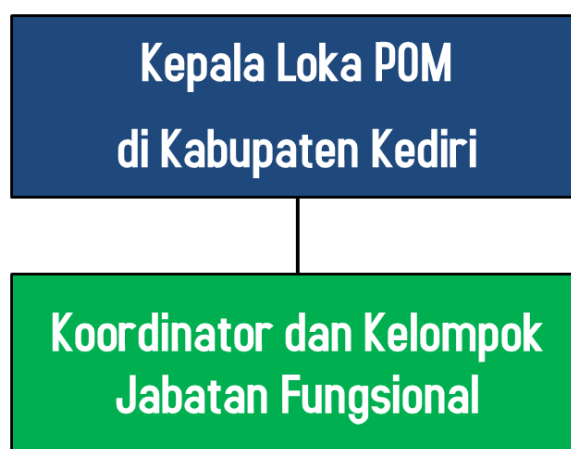 Kepala Loka POM
di Kabupaten Kediri
Koordinator dan Kelompok
Jabatan Fungsional